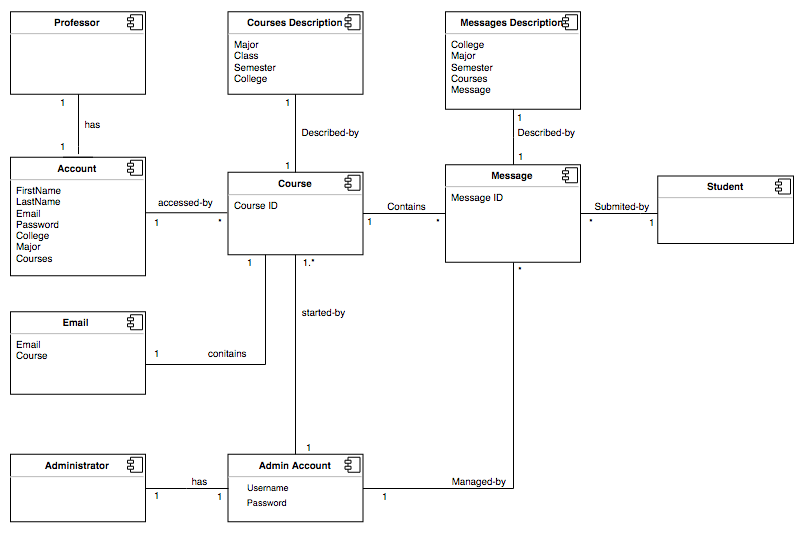 Professor
Courses Description
Major
Class
Semester
College
Messages Description
College
Major
Semester
Courses
Message
1
has
1
1
Described-by
1
1
Described-by
1
Account
FirstName
LastName
Email
Password
College
Major
Courses
accessed-by
1
*
Course
Course ID
Contains
1
*
Message
Message ID
Submited-by
*
1
Student
1
1.*
*
started-by
Email
Email
Course
1
conitains
1
Administrator
has
1
1
Admin Account
Username
Password
Managed-by
1